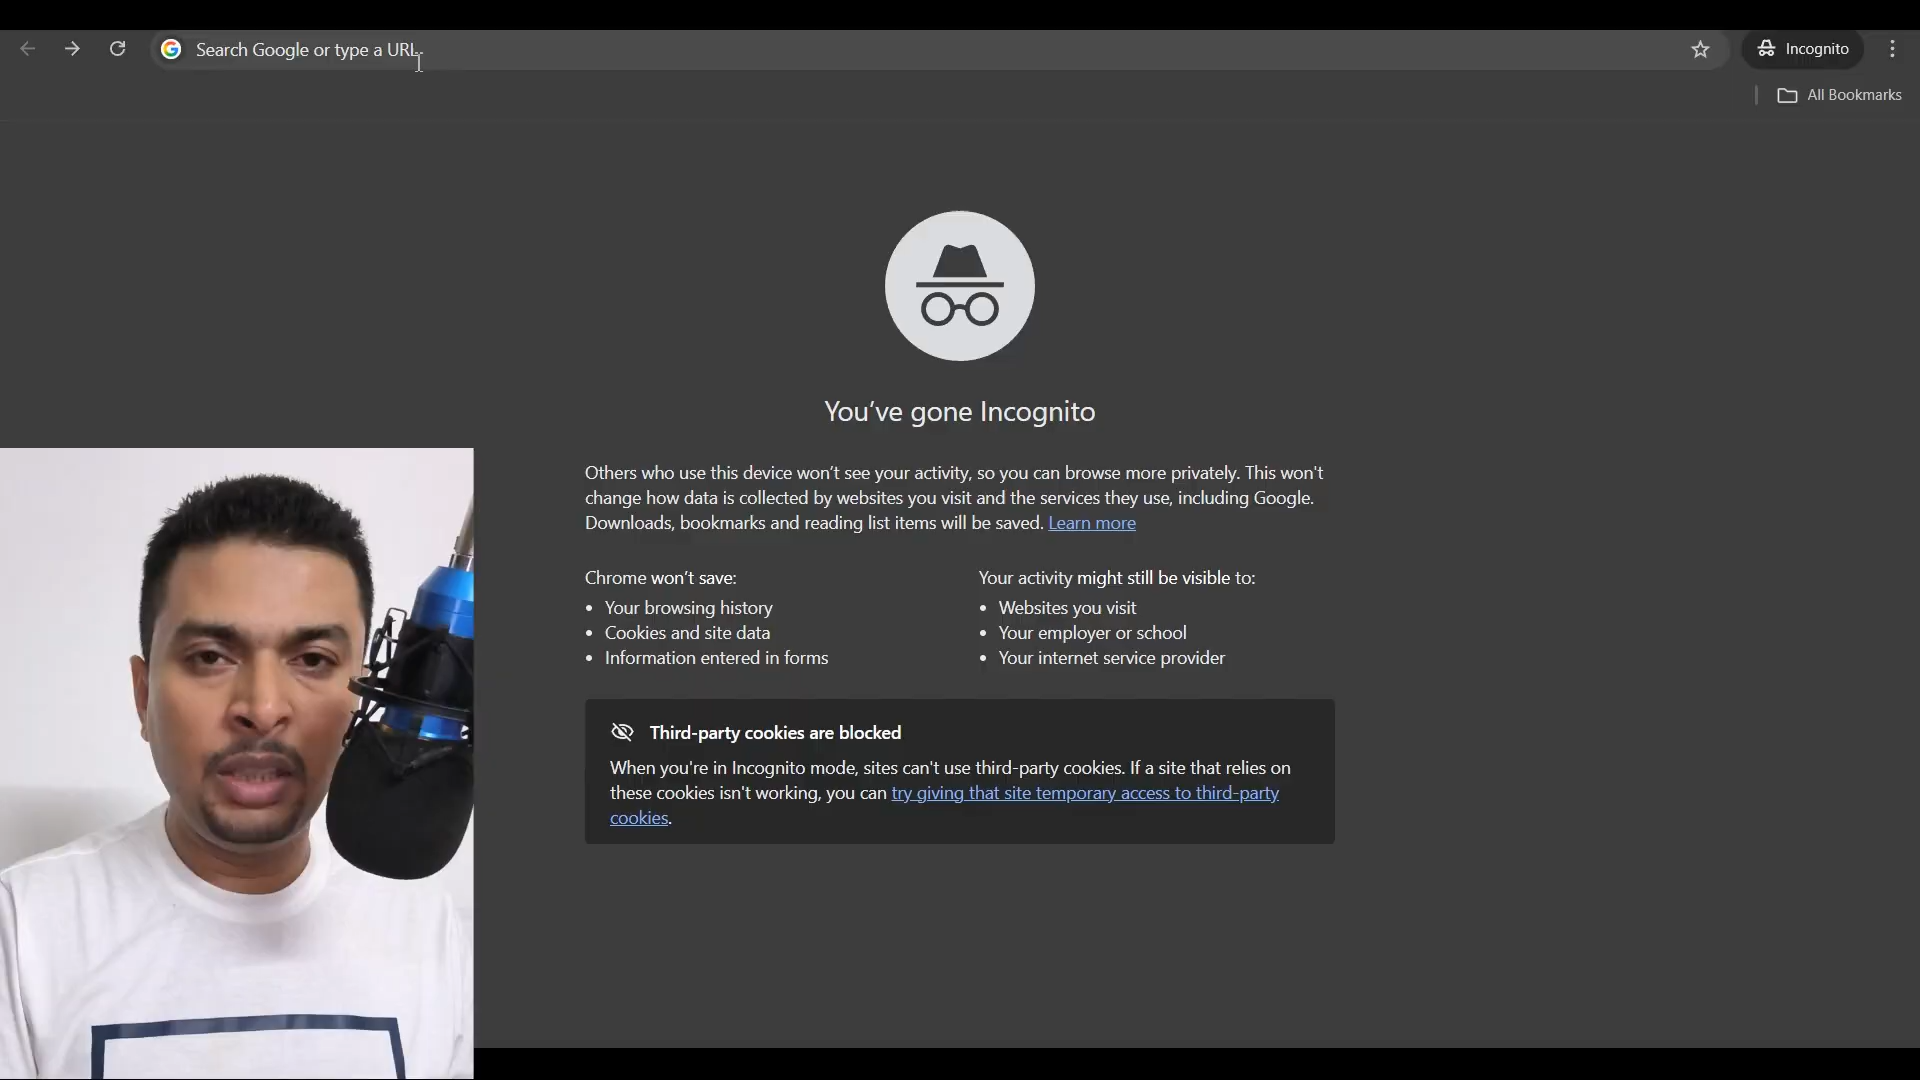 Search Google or type a URL
Incognito
All Bookmarks
You've gone Incognito
Others who use this device won't see your activity, so you can browse more privately. This won't
change how data is collected by websites you visit and the services they use, including Google.
Downloads, bookmarks and reading list items will be saved. Learn more
Chrome won't save:
Your browsing history
Cookies and site data
Information entered in forms
Your activity might still be visible to:
Websites you visit
Your employer or school
Your internet service provider
Third-party cookies are blocked
When you're in Incognito mode, sites can't use third-party cookies. If a site that relies on
these cookies isn't working, you can try giving that site temporary access to third-party
cookies.